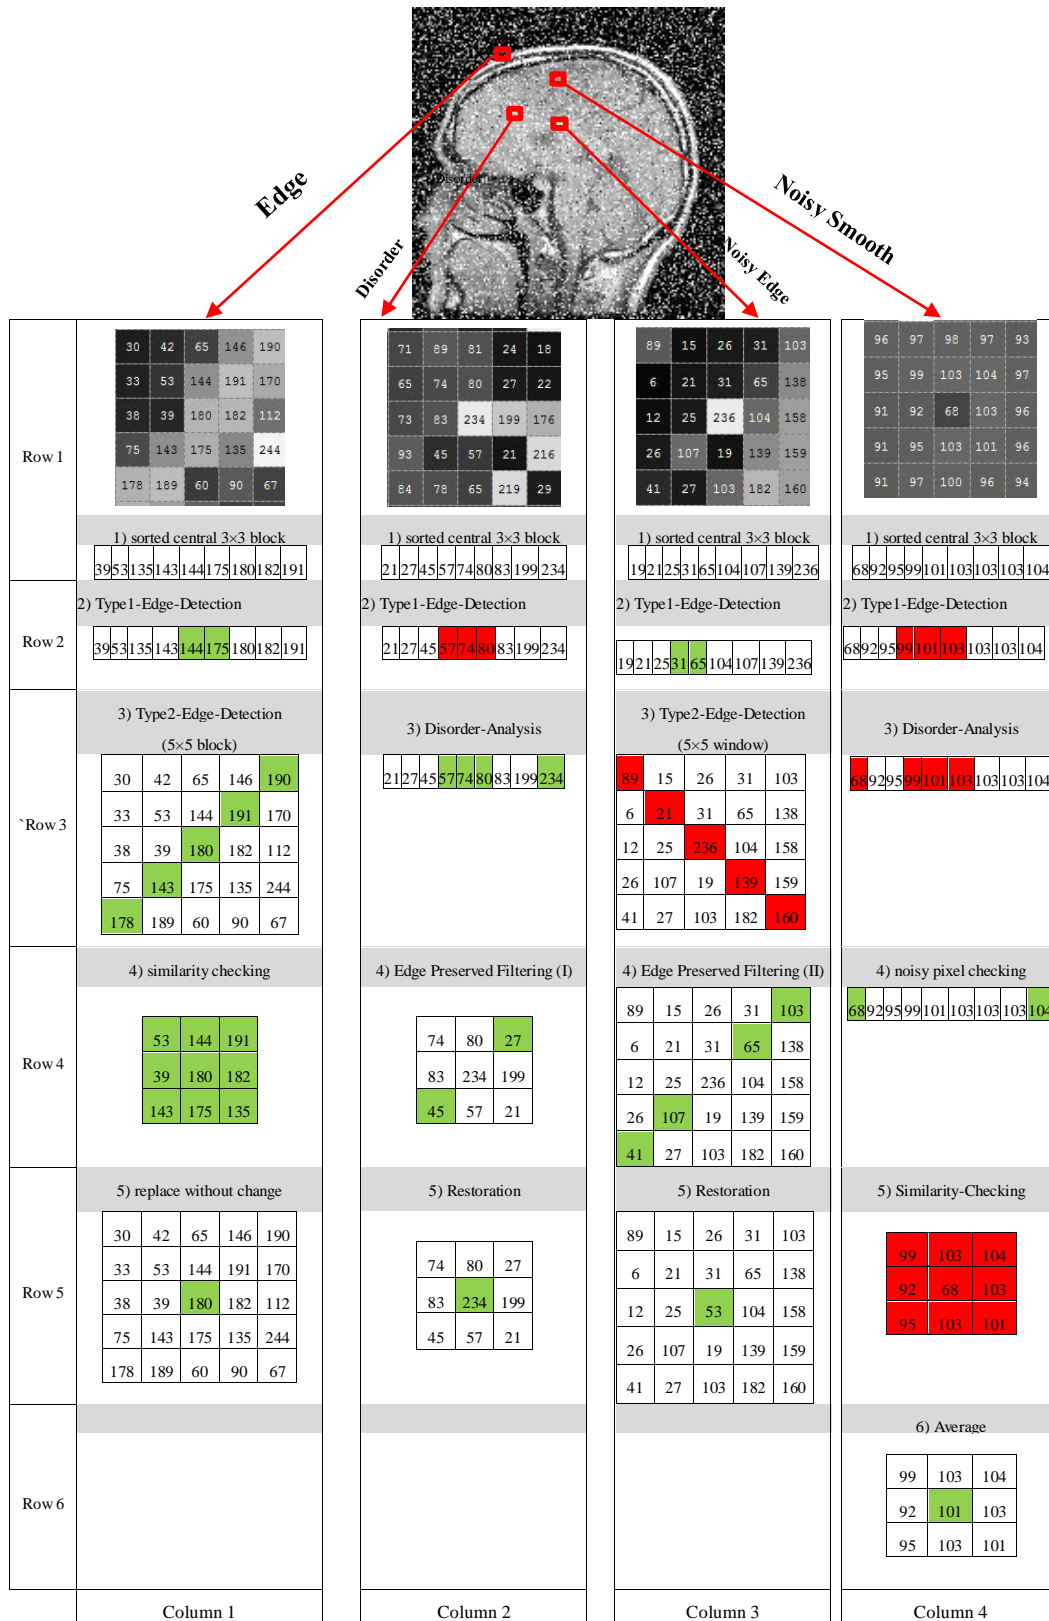 Edge
Disorder
Disorder
Noisy Edge
Noisy Smooth
Row 1
30 42 65 146 190
33 53 144 191 170
38 39 180 182 112
75 143 175 135 244
178 189 60 90 67
1) sorted central 3×3 block
39 53 135 143 144 175 180 182 191
71 89 81 24 18
65 74 80 27 22
73 83 234 199 176
93 45 57 21 216
84 78 65 219 29
1) sorted central 3×3 block
21 27 45 57 74 80 83 199 234
89 15 26 31 103
6 21 31 65 138
12 25 236 104 158
26 107 19 139 159
41 27 103 182 160
1) sorted central 3×3 block
19 21 25 31 65 104 107 139 236
96 97 98 97 93
95 99 103 104 97
91 92 68 103 96
91 95 103 101 96
91 97 100 96 94
1) sorted central 3×3 block
68 92 95 99 101 103 103 103 104
Row 2
2) Type1-Edge-Detection
39 53 135 143 144 175 180 182 191
2) Type1-Edge-Detection
21 27 45 57 74 80 83 199 234
2) Type1-Edge-Detection
19 21 25 31 65 104 107 139 236
2) Type1-Edge-Detection
68 92 95 99 101 103 103 103 104
`Row 3
3) Type2-Edge-Detection
(5×5 block)
30 42 65 146 190
33 53 144 191 170
38 39 180 182 112
75 143 175 135 244
178 189 60 90 67
3) Disorder-Analysis
21 27 45 57 74 80 83 199 234
3) Type2-Edge-Detection
(5×5 window)
89 15 26 31 103
6 21 31 65 138
12 25 236 104 158
26 107 19 139 159
41 27 103 182 160
3) Disorder-Analysis
68 92 95 99 101 103 103 103 104
Row 4
4) similarity checking
53 144 191
39 180 182
143 175 135
4) Edge Preserved Filtering (I)
74 80 27
83 234 199
45 57 21
4) Edge Preserved Filtering (II)
89 15 26 31 103
6 21 31 65 138
12 25 236 104 158
26 107 19 139 159
41 27 103 182 160
4) noisy pixel checking
68 92 95 99 101 103 103 103 104
Row 5
5) replace without change
30 42 65 146 190
33 53 144 191 170
38 39 180 182 112
75 143 175 135 244
178 189 60 90 67
5) Restoration
74 80 27
83 234 199
45 57 21
5) Restoration
89 15 26 31 103
6 21 31 65 138
12 25 53 104 158
26 107 19 139 159
41 27 103 182 160
5) Similarity-Checking
99 103 104
92 68 103
95 103 101
Row 6
6) Average
99 103 104
92 101 103
95 103 101
Column 1
Column 2
Column 3
Column 4